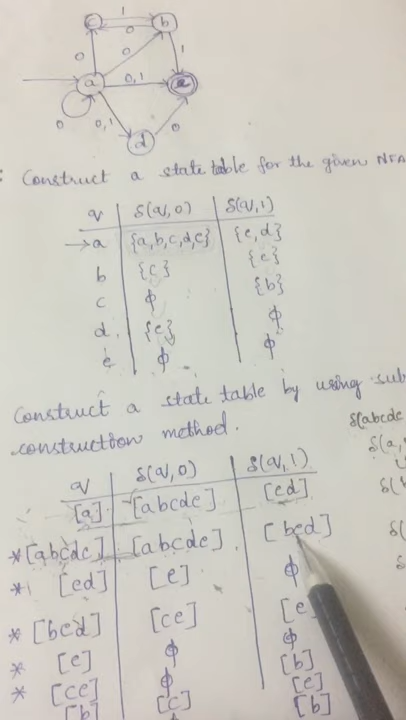 c 1 b
0
0 0 1
a 0,1 e
0 0,1 0
d
: Construct a state table for the given NFA
q δ(q,0) δ(q,1)
→a {a,b,c,d,e} {e,d}
b {c} {e}
c ϕ {b}
d. {e} ϕ
e ϕ ϕ
Construct a state table by using sub
construction method.
δ(abcde
δ(a,
q δ(q,0) δ(q,1)
[a]. [abcde] [ed]
*[abcde] [abcde] [bed]
* [ed] [e] ϕ
* [bed] [ce] [e
* [e] ϕ ϕ
* [ce] ϕ [b]
[b] [c] [e]
[b]